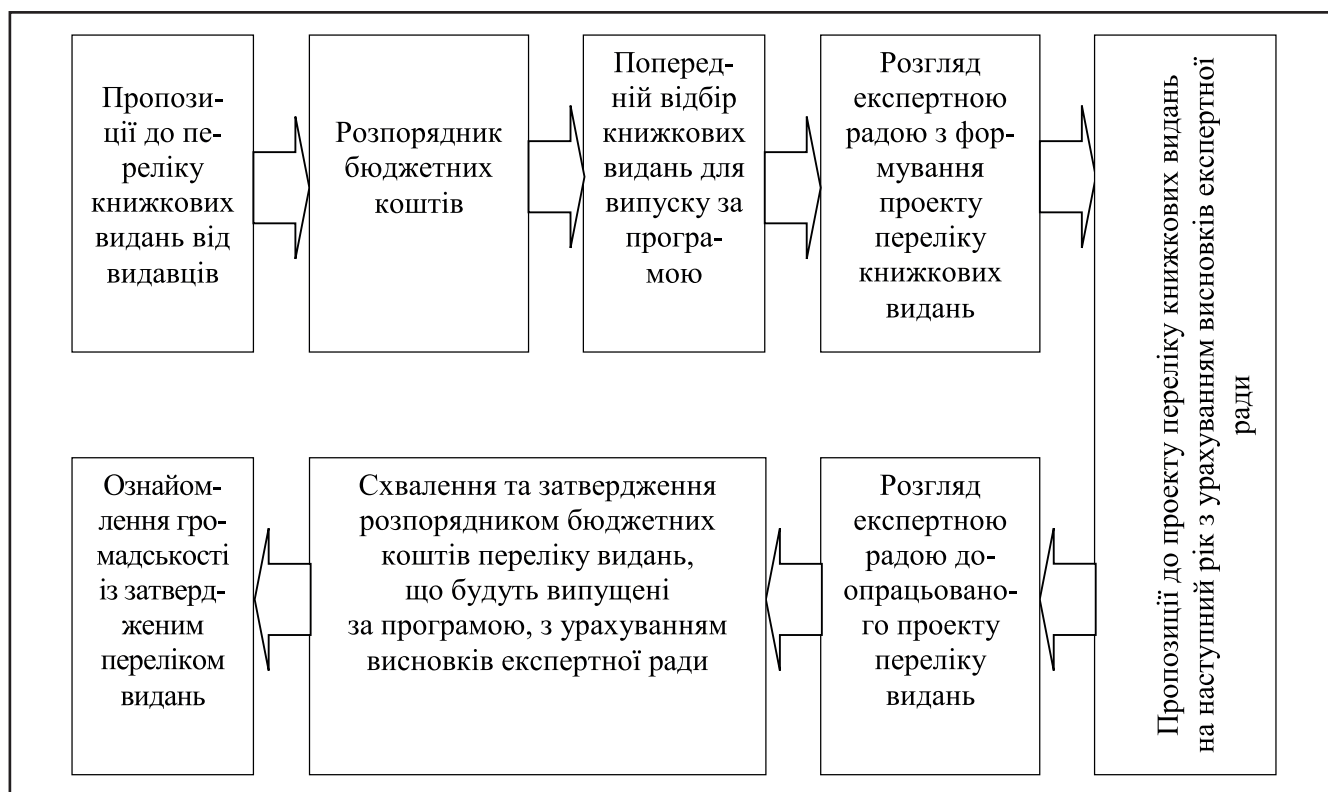 Пропози-
ції до пе-
реліку
книжкових
видань від
видавців
Розпорядник
бюджетних
коштів
Поперед-
ній відбір
книжкових
видань для
випуску за
програ-
мою
Розгляд
експертною
радою з фор-
мування
проекту
переліку
книжкових
видань
Пропозиції до проекту переліку книжкових видань
на наступний рік з урахуванням висновків експертної
ради
Розгляд
експертною
радою до-
опрацьовано-
го проекту
переліку
видань
Схвалення та затвердження
розпорядником бюджетних
коштів переліку видань,
що будуть випущені
за програмою, з урахуванням
висновків експертної ради
Ознайом-
лення гро-
мадськості
із затвер-
дженим
переліком
видань